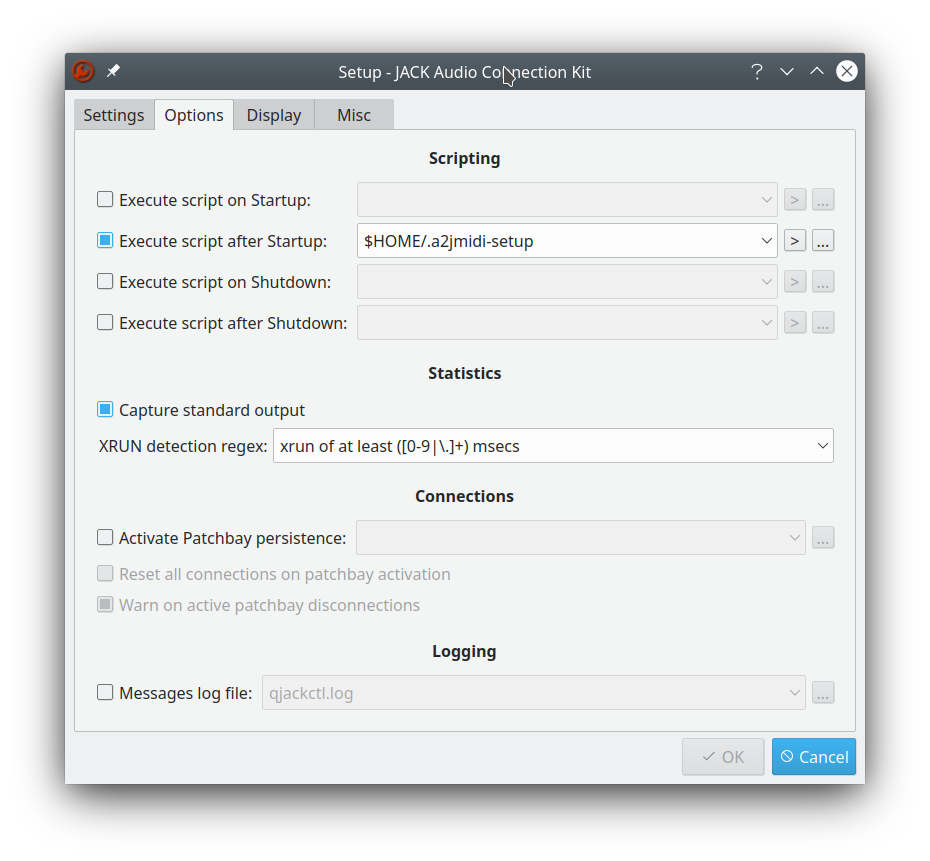 Setup - JACK Audio Connection Kit
Settings Options Display Misc
Scripting
Execute script on Startup: > ...
Execute script after Startup: $HOME/.a2jmidi-setup > ...
Execute script on Shutdown: > ...
Execute script after Shutdown: > ...
Statistics
Capture standard output
XRUN detection regex: xrun of at least ([0-9|\.]+) msecs
Connections
Activate Patchbay persistence: ...
Reset all connections on patchbay activation
Warn on active patchbay disconnections
Logging
Messages log file: qjackctl.log ...
OK Cancel